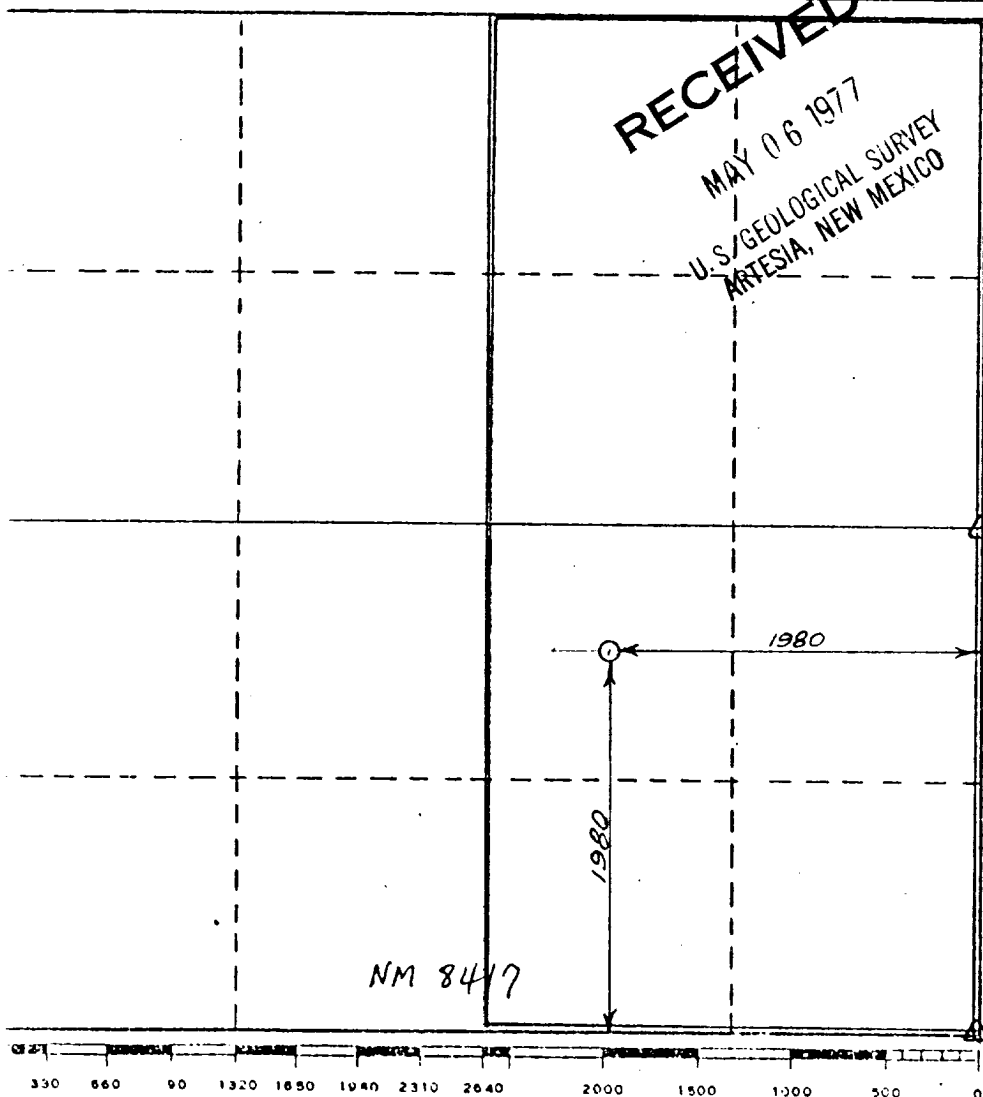 RECEIVED
MAY 06 1977
U.S. GEOLOGICAL SURVEY
ARTESIA, NEW MEXICO
1980
1980
NM 8417
330 660 90 1320 1650 1980 2310 2640 2000 1500 1000 500 0